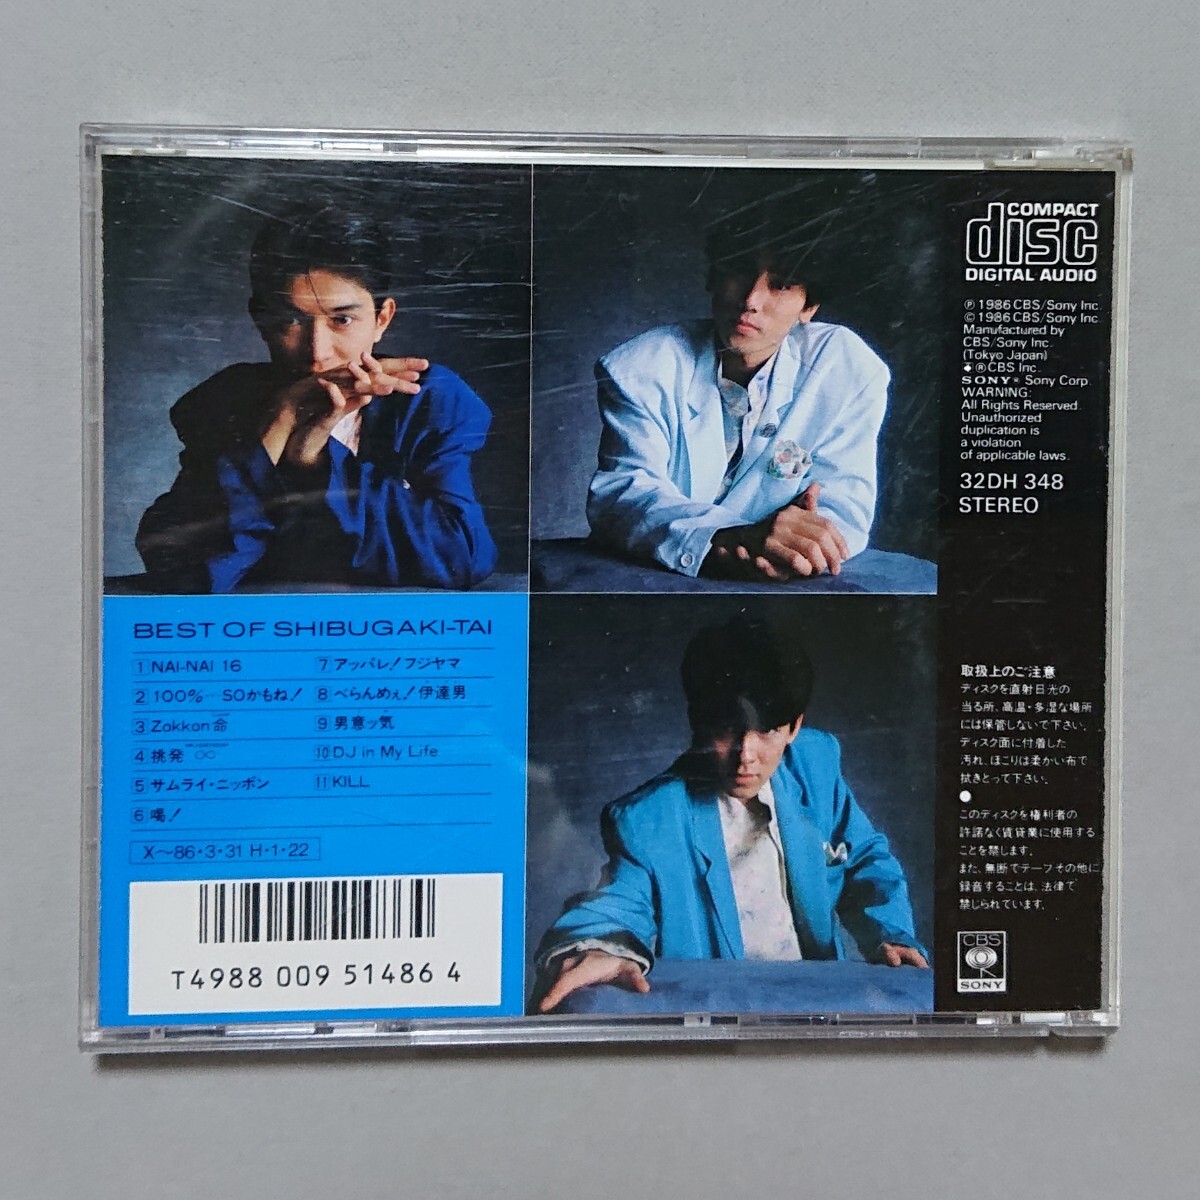 BEST OF SHIBUGAKI-TAI
1 NAI-NAI 16
2 100%…SOかもね!
3 Zokkon命
4 挑発∞
5 サムライ・ニッポン
6 喝!
7 アッパレ!フジヤマ
8 べらんめぇ!伊達男
9 男意ッ気
10 DJ in My Life
11 KILL
X〜86・3・31 H・1・22
T4988 009 51486 4
COMPACT
disc
DIGITAL AUDIO
℗ 1986 CBS/Sony Inc.
© 1986 CBS/Sony Inc.
Manufactured by
CBS/Sony Inc.
(Tokyo Japan)
® CBS Inc.
SONY® Sony Corp.
WARNING:
All Rights Reserved.
Unauthorized
duplication is
a violation
of applicable laws.
32DH 348
STEREO
取扱上のご注意
ディスクを直射日光の
当る所、高温・多湿な場所
には保管しないで下さい。
ディスク面に付着した
汚れ、ほこりは柔かい布で
拭きとって下さい。
●
このディスクを権利者の
許諾なく賃貸業に使用する
ことを禁じます。
また、無断でテープその他に
録音することは、法律で
禁じられています。
CBS
SONY